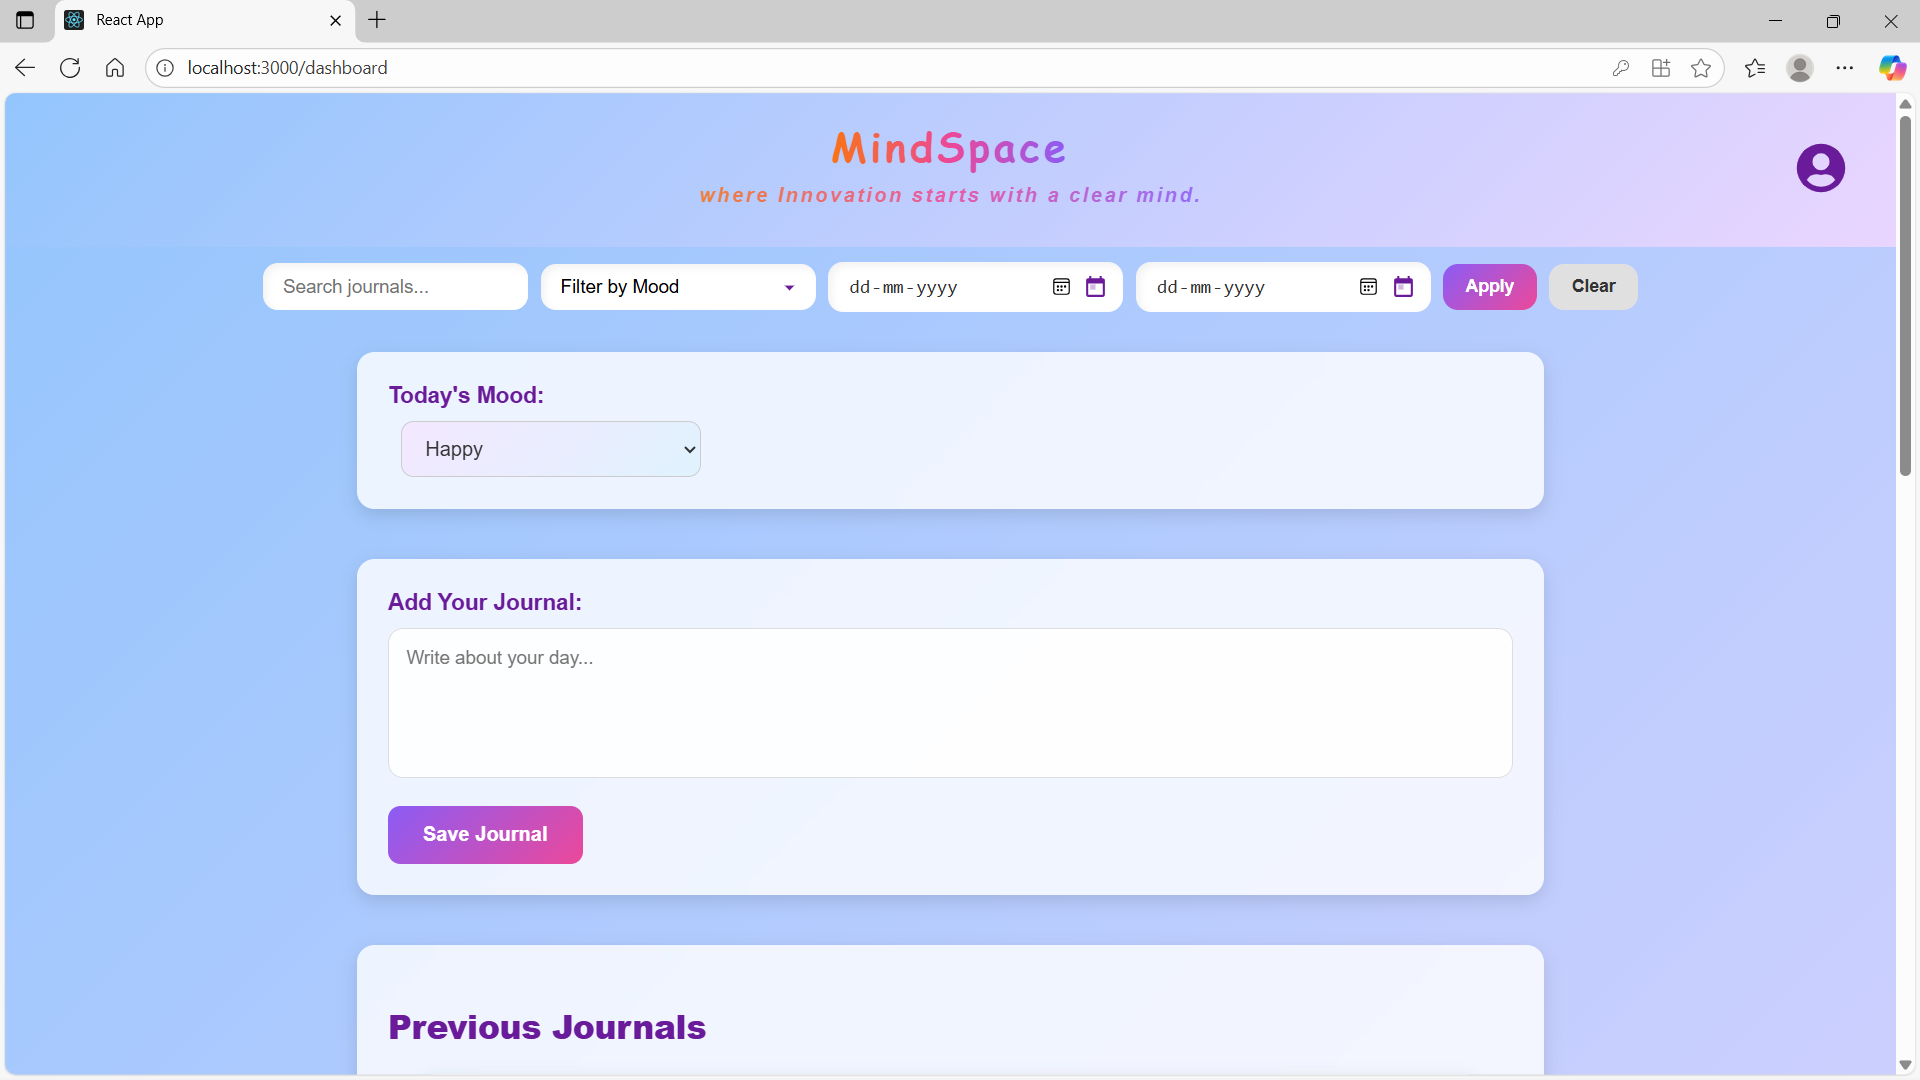 React App
localhost:3000/dashboard
MindSpace
where Innovation starts with a clear mind.
Search journals...
Filter by Mood
dd-mm-yyyy
dd-mm-yyyy
Apply
Clear
Today's Mood:
Happy
Add Your Journal:
Write about your day...
Save Journal
Previous Journals